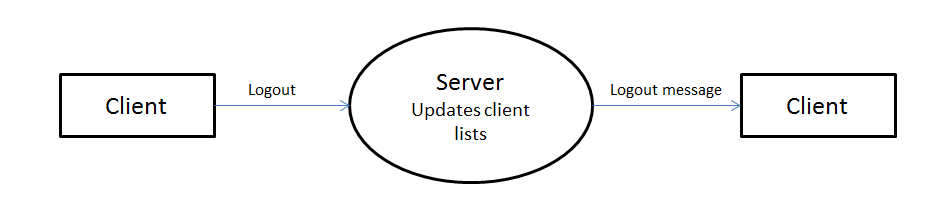 Client
Logout
Server
Updates client
lists
Logout message
Client